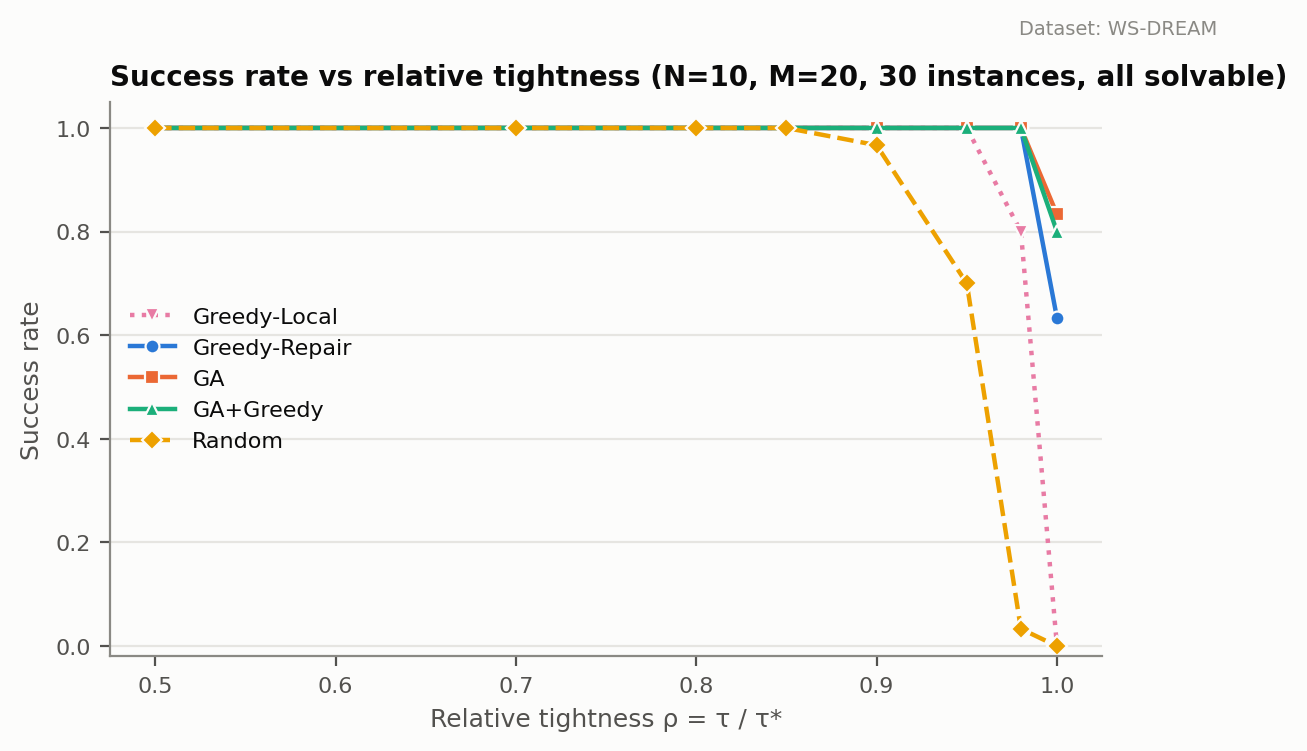 Dataset: WS-DREAM
Success rate vs relative tightness (N=10, M=20, 30 instances, all solvable)
1.0
0.8
0.6
0.4
0.2
0.0
Success rate
Greedy-Local
Greedy-Repair
GA
GA+Greedy
Random
0.5 0.6 0.7 0.8 0.9 1.0
Relative tightness ρ = τ / τ*